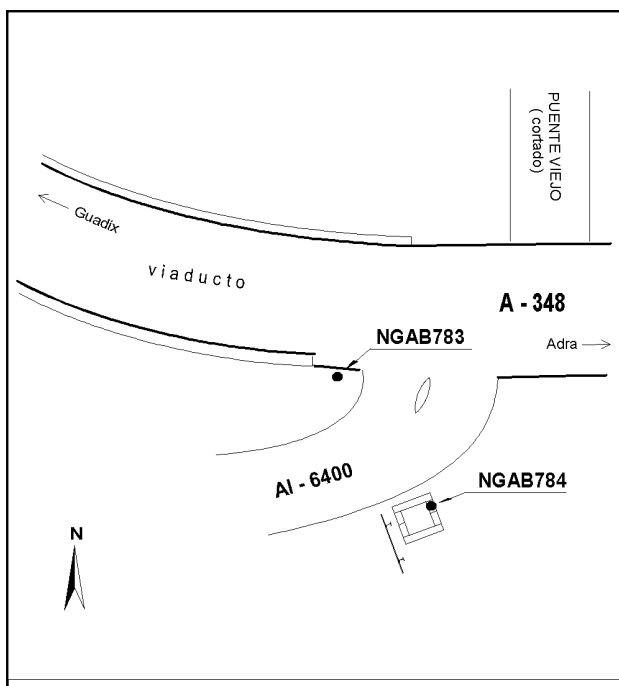 PUENTE VIEJO
( cortado)
Guadix
viaducto
A - 348
NGAB783
Adra
Al - 6400
NGAB784
N